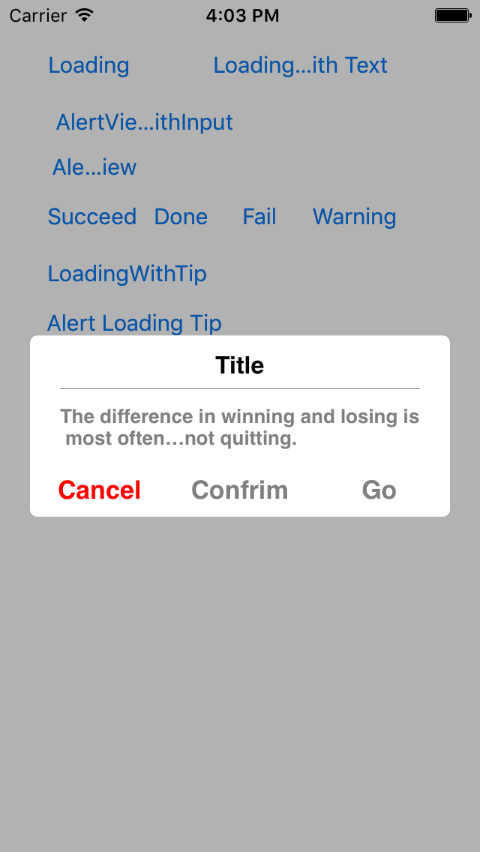 Carrier 4:03 PM
Loading Loading...ith Text
AlertVie...ithInput
Ale...iew
Succeed Done Fail Warning
LoadingWithTip
Alert Loading Tip
Title
The difference in winning and losing is
most often...not quitting.
Cancel Confrim Go